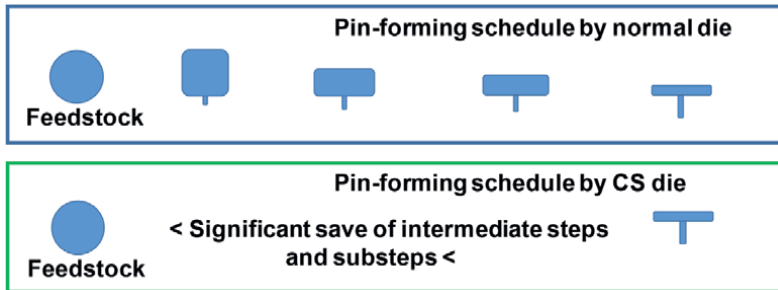 Pin-forming schedule by normal die
Feedstock
Pin-forming schedule by CS die
< Significant save of intermediate steps
and substeps <
Feedstock